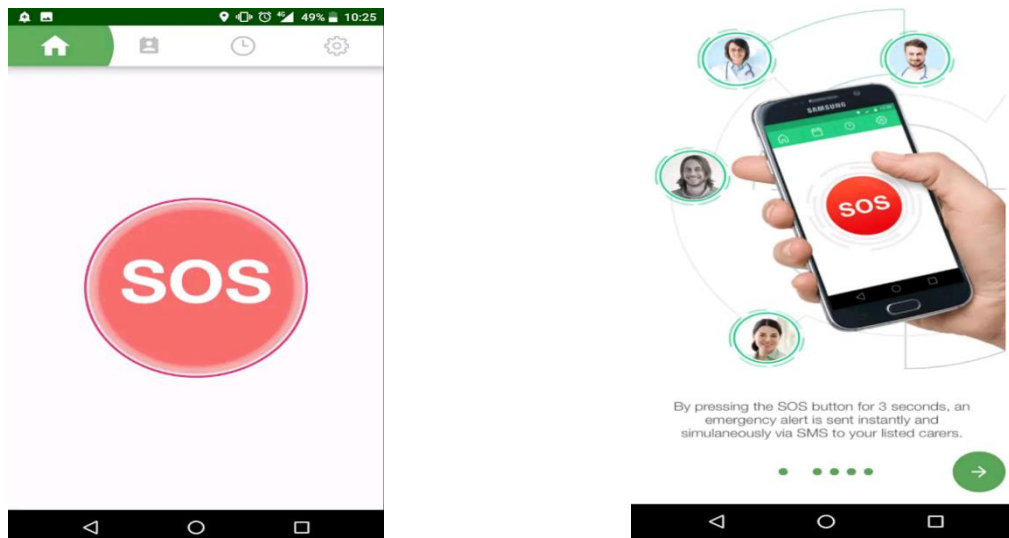 49% 10:25
SOS
SAMSUNG
SOS
By pressing the SOS button for 3 seconds, an
emergency alert is sent instantly and
simulaneously via SMS to your listed carers.